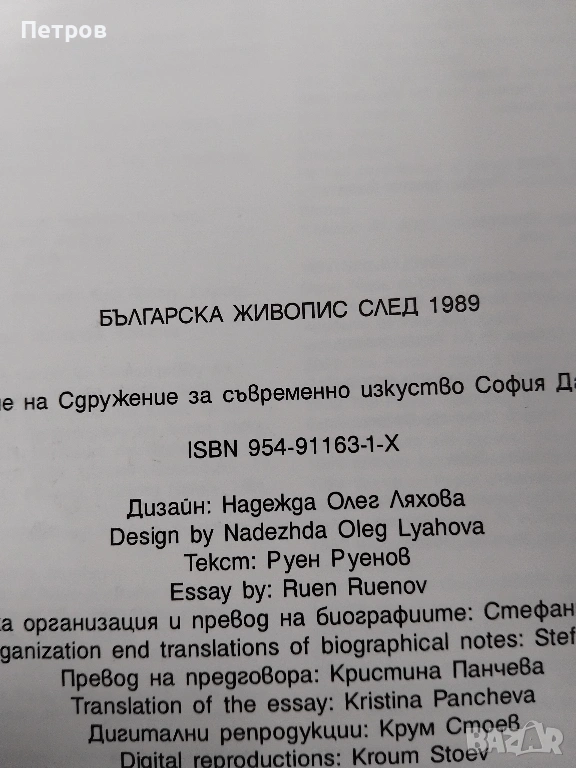 Петров
БЪЛГАРСКА ЖИВОПИС СЛЕД 1989
на Сдружение за съвременно изкуство София
ISBN 954-91163-1-X
Дизайн: Надежда Олег Ляхова
Design by Nadezhda Oleg Lyahova
Текст: Руен Руенов
Essay by: Ruen Ruenov
организация и превод на биографиите:
end translations of biographical notes:
Превод на предговора: Кристина Панчева
Translation of the essay: Kristina Pancheva
Дигитални репродукции: Крум Стоев
Digital reproductions: Kroum Stoev
BAZAR